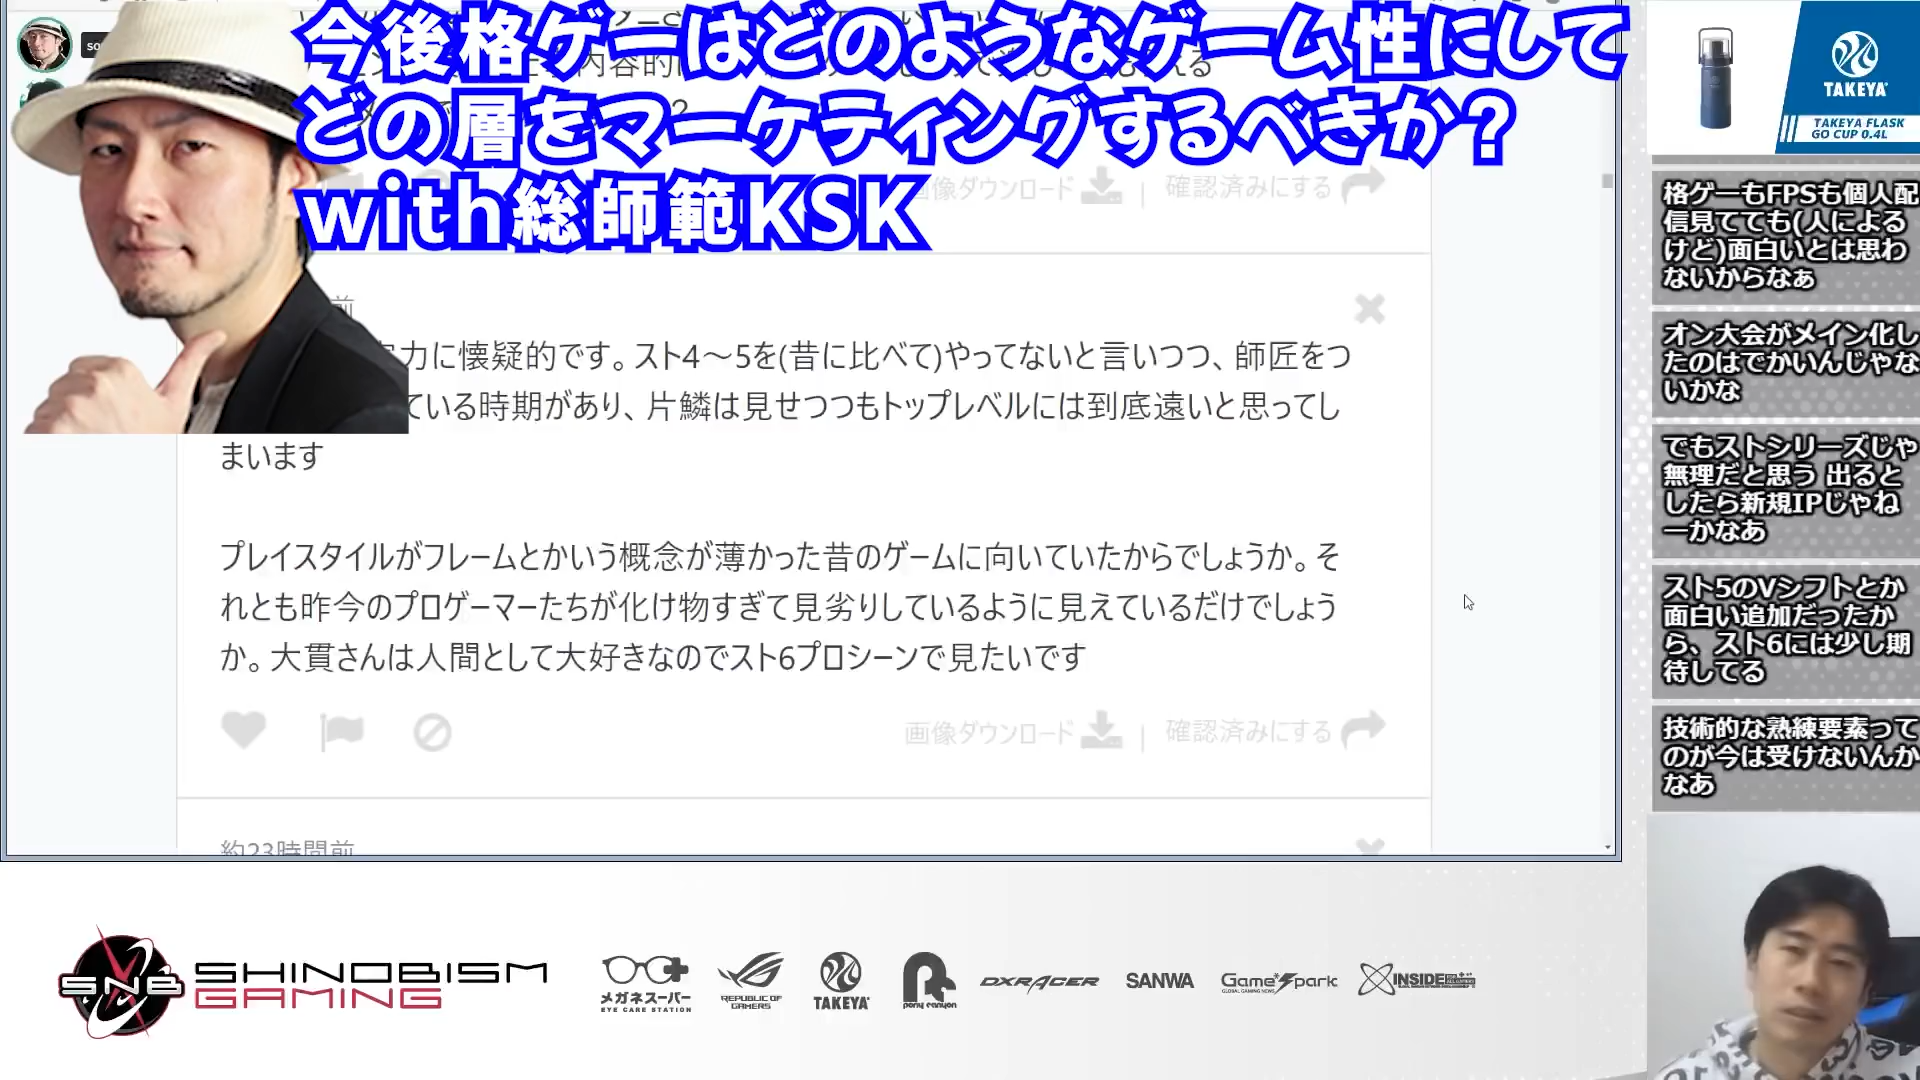 今後格ゲーはどのようなゲーム性にして
どの層をマーケティングするべきか？
with総師範KSK
像ダウンロード | 確認済みにする
前
力に懐疑的です。スト4～5を(昔に比べて)やってないと言いつつ、師匠をつ
ている時期があり、片鱗は見せつつもトップレベルには到底遠いと思ってし
まいます
プレイスタイルがフレームとかいう概念が薄かった昔のゲームに向いていたからでしょうか。そ
れとも昨今のプロゲーマーたちが化け物すぎて見劣りしているように見えているだけでしょう
か。大貫さんは人間として大好きなのでスト6プロシーンで見たいです
画像ダウンロード | 確認済みにする
約23時間前
TAKEYA
TAKEYA FLASK
GO CUP 0.4L
格ゲーもFPSも個人配
信見てても(人による
けど)面白いとは思わ
ないからなぁ
オン大会がメイン化し
たのはでかいんじゃな
いかな
でもストシリーズじゃ
無理だと思う 出ると
したら新規IPじゃね
ーかなあ
スト5のVシフトとか
面白い追加だったか
ら、スト6には少し期
待してる
技術的な熟練要素って
のが今は受けないんか
なあ
SNB
SHINOBISM
GAMING
メガネスーパー
EYE CARE STATION
REPUBLIC OF
GAMERS
TAKEYA
pony canyon
DXRACER
SANWA
Game*Spark
GLOBAL GAMING NEWS
INSIDE